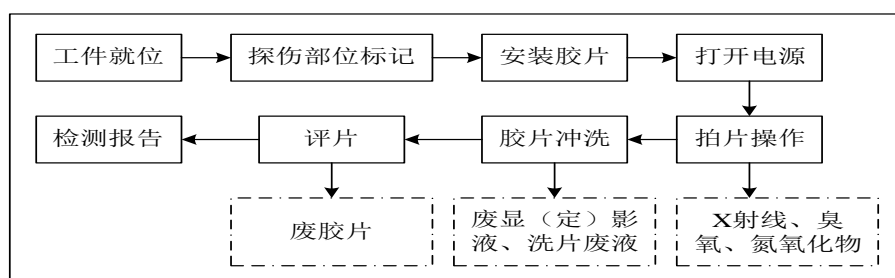 工件就位
探伤部位标记
安装胶片
打开电源
检测报告
评片
胶片冲洗
拍片操作
废胶片
废显（定）影
液、洗片废液
X射线、臭
氧、氮氧化物